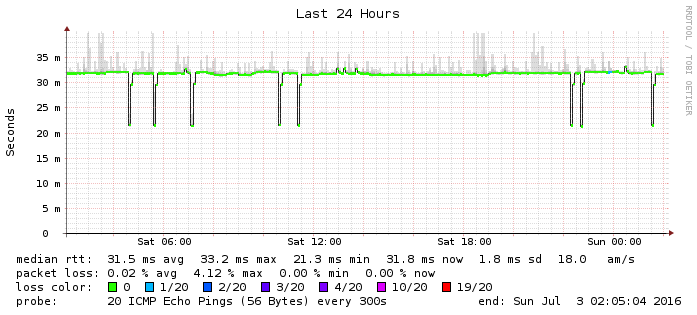 Last 24 Hours
RRDTOOL / TOBI OETIKER
Seconds
35 m
30 m
25 m
20 m
15 m
10 m
5 m
0
Sat 06:00 Sat 12:00 Sat 18:00 Sun 00:00
median rtt: 31.5 ms avg 33.2 ms max 21.3 ms min 31.8 ms now 1.8 ms sd 18.0 am/s
packet loss: 0.02 % avg 4.12 % max 0.00 % min 0.00 % now
loss color: 0 1/20 2/20 3/20 4/20 10/20 19/20
probe: 20 ICMP Echo Pings (56 Bytes) every 300s end: Sun Jul 3 02:05:04 2016